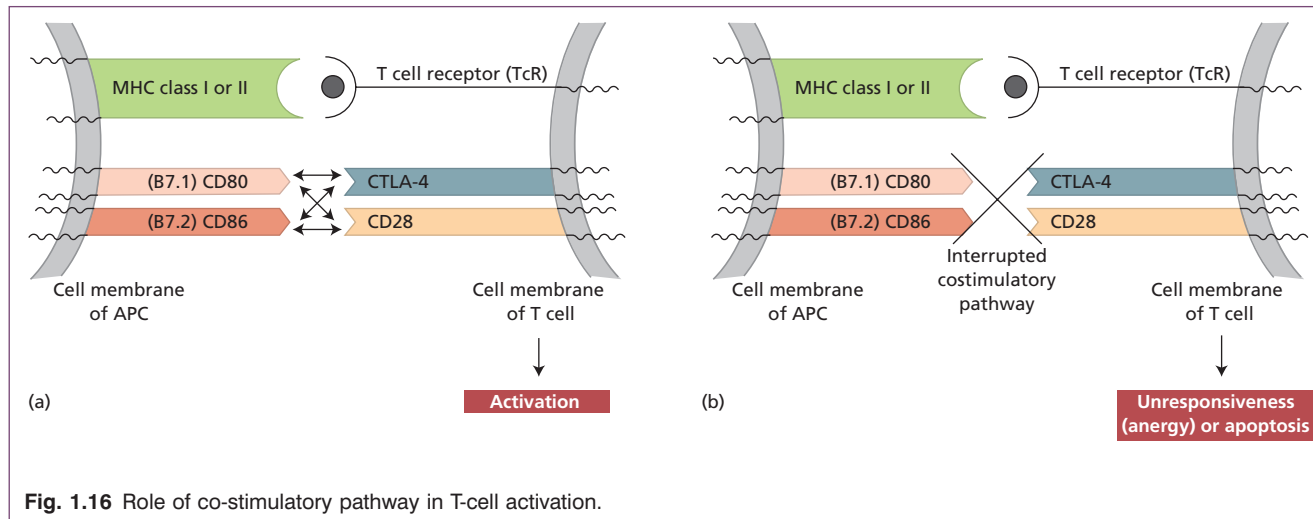 MHC class I or II
T cell receptor (TcR)
(B7.1) CD80
CTLA-4
(B7.2) CD86
CD28
Cell membrane
of APC
Cell membrane
of T cell
(a)
Activation
MHC class I or II
T cell receptor (TcR)
(B7.1) CD80
CTLA-4
(B7.2) CD86
CD28
Interrupted
costimulatory
pathway
Cell membrane
of APC
Cell membrane
of T cell
(b)
Unresponsiveness
(anergy) or apoptosis
Fig. 1.16 Role of co-stimulatory pathway in T-cell activation.